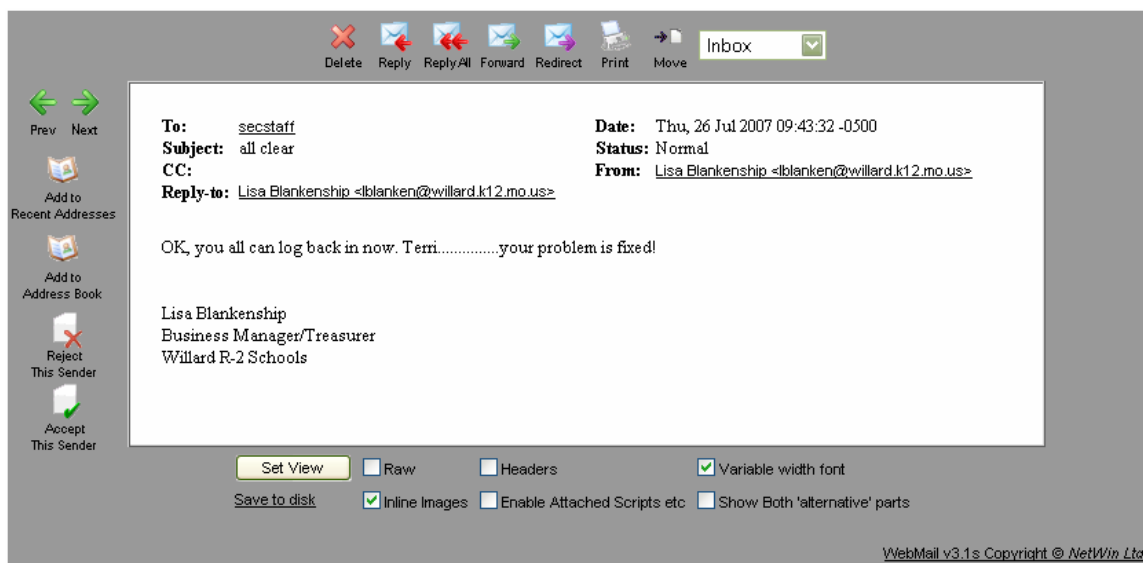 Delete Reply Reply All Forward Redirect Print Move Inbox
Prev Next
Add to
Recent Addresses
Add to
Address Book
Reject
This Sender
Accept
This Sender
To: secstaff Date: Thu, 26 Jul 2007 09:43:32 -0500
Subject: all clear Status: Normal
CC: From: Lisa Blankenship <lblanken@willard.k12.mo.us>
Reply-to: Lisa Blankenship <lblanken@willard.k12.mo.us>
OK, you all can log back in now. Terri..............your problem is fixed!
Lisa Blankenship
Business Manager/Treasurer
Willard R-2 Schools
Set View Raw Headers Variable width font
Save to disk Inline Images Enable Attached Scripts etc Show Both 'alternative' parts
WebMail v3.1s Copyright © NetWin Ltd